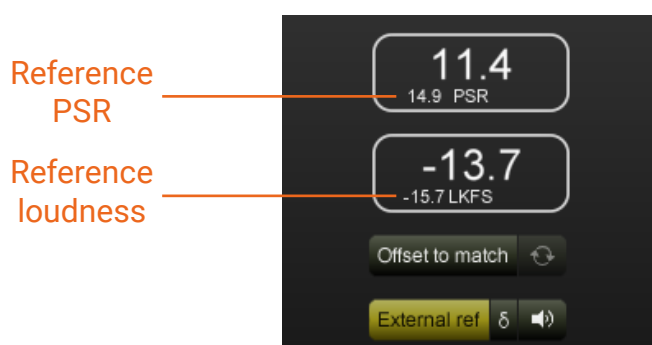 Reference
PSR
11.4
14.9 PSR
Reference
loudness
-13.7
-15.7 LKFS
Offset to match
External ref δ